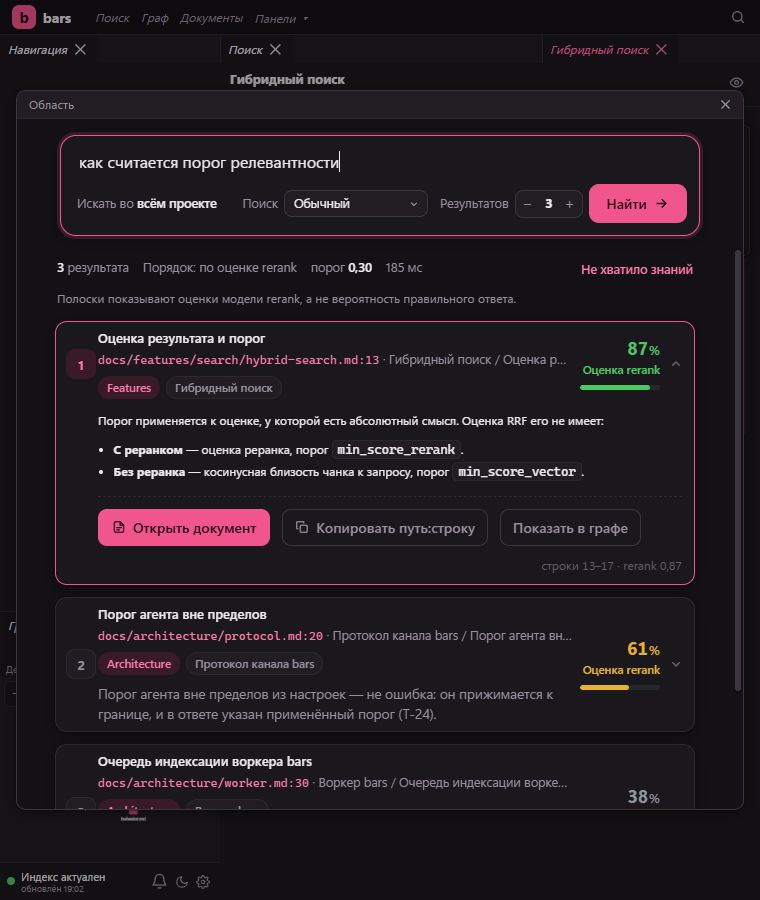 b bars Поиск Граф Документы Панели
Навигация Поиск Гибридный поиск
Гибридный поиск
Область
как считается порог релевантности
Искать во всём проекте Поиск Обычный Результатов − 3 + Найти →
3 результата Порядок: по оценке rerank порог 0,30 185 мс Не хватило знаний
Полоски показывают оценки модели rerank, а не вероятность правильного ответа.
1
Оценка результата и порог
docs/features/search/hybrid-search.md:13 · Гибридный поиск / Оценка р…
Features Гибридный поиск
87%
Оценка rerank
Порог применяется к оценке, у которой есть абсолютный смысл. Оценка RRF его не имеет:
• С реранком — оценка реранка, порог min_score_rerank.
• Без реранка — косинусная близость чанка к запросу, порог min_score_vector.
Открыть документ Копировать путь:строку Показать в графе
строки 13–17 · rerank 0,87
2
Порог агента вне пределов
docs/architecture/protocol.md:20 · Протокол канала bars / Порог агента вн…
Architecture Протокол канала bars
Порог агента вне пределов из настроек — не ошибка: он прижимается к
границе, и в ответе указан применённый порог (T-24).
61%
Оценка rerank
Очередь индексации воркера bars
docs/architecture/worker.md:30 · Воркер bars / Очередь индексации ворке…
38%
Индекс актуален
обновлён 19:02